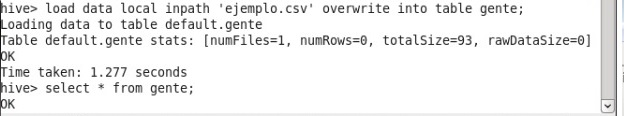 hive> load data local inpath 'ejemplo.csv' overwrite into table gente;
Loading data to table default.gente
Table default.gente stats: [numFiles=1, numRows=0, totalSize=93, rawDataSize=0]
OK
Time taken: 1.277 seconds
hive> select * from gente;
OK